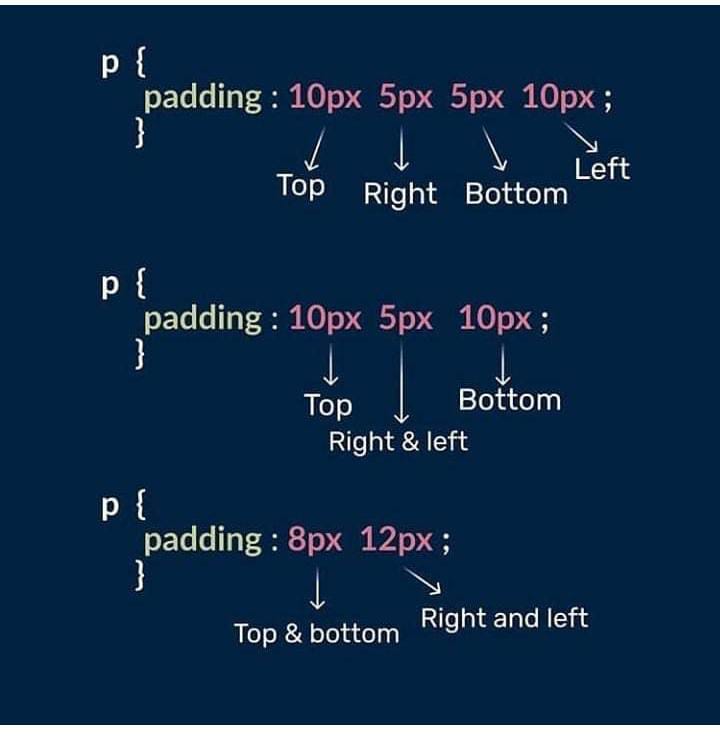 p {
padding : 10px 5px 5px 10px ;
}
Top Right Bottom Left
p {
padding : 10px 5px 10px ;
}
Top Bottom
Right & left
p {
padding : 8px 12px ;
}
Top & bottom Right and left